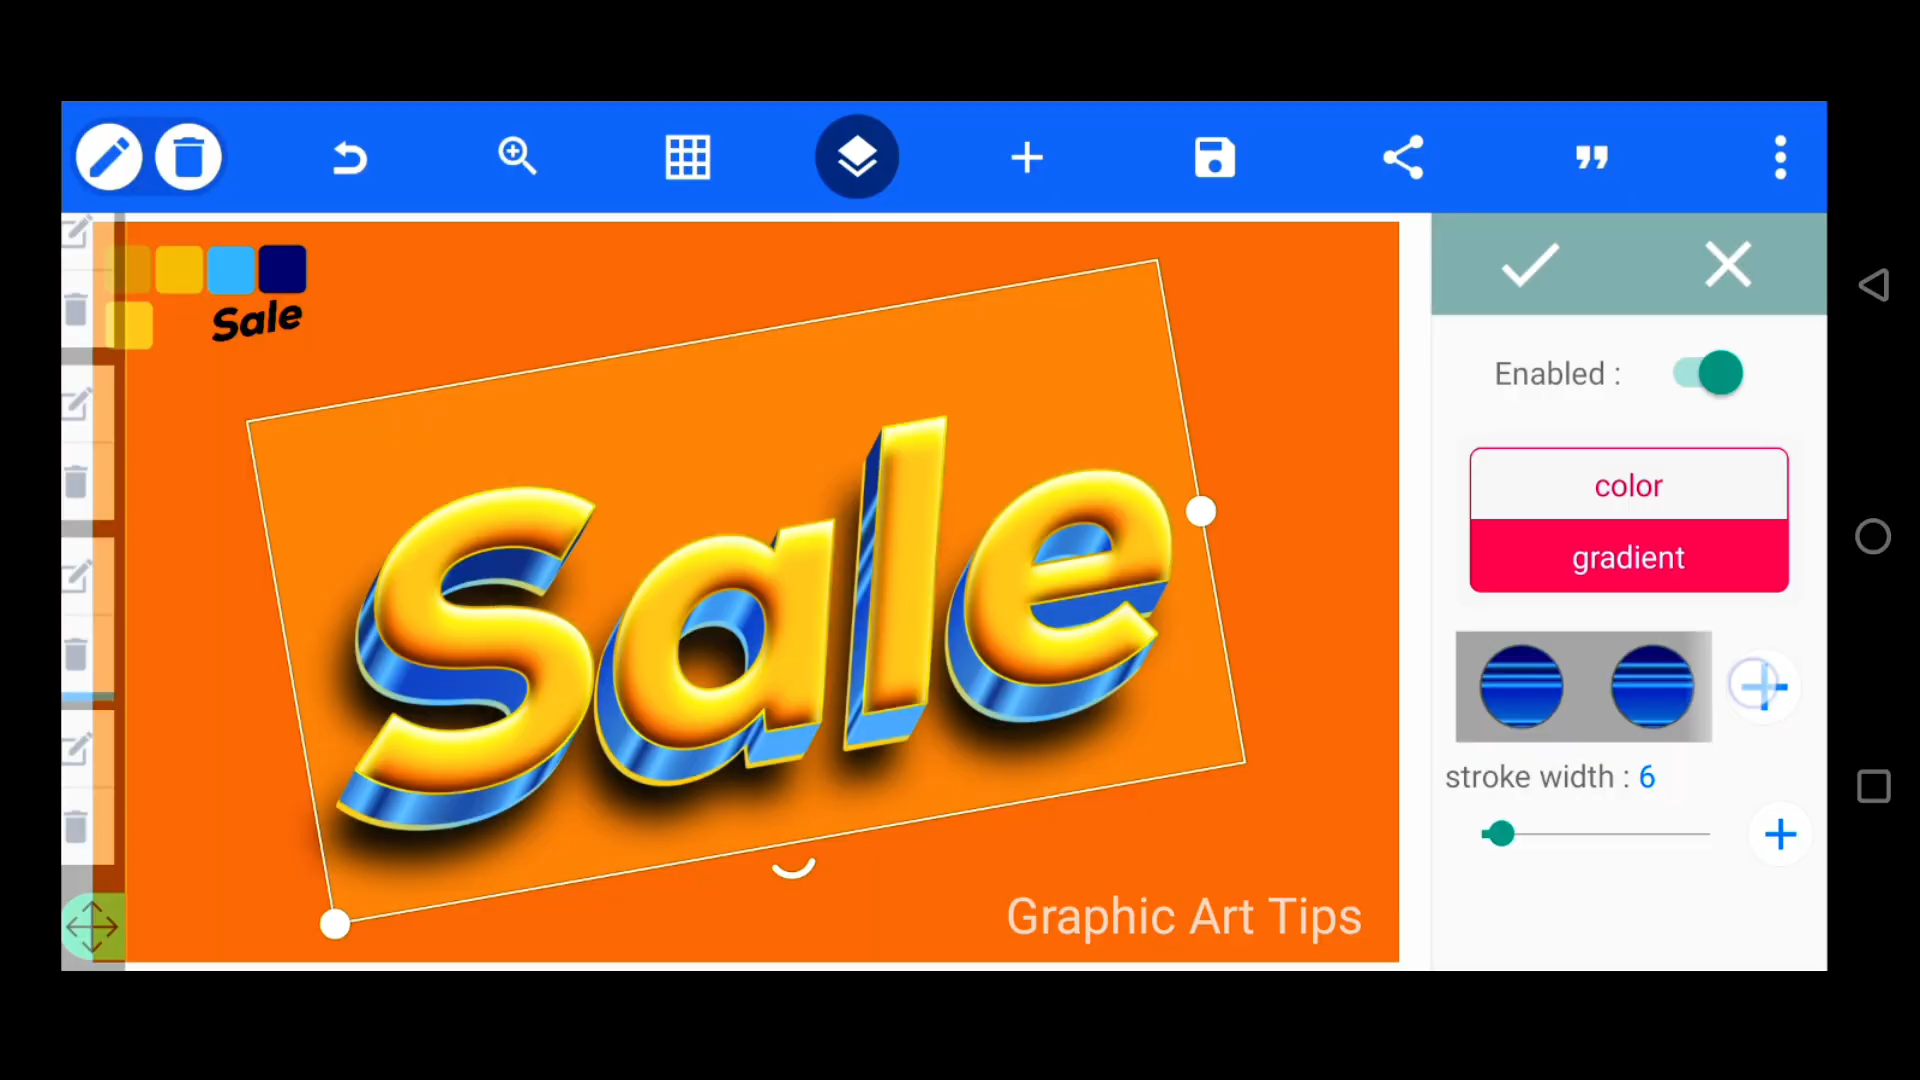 Sale
Enabled :
color
Sale
gradient
stroke width : 6
Graphic Art Tips